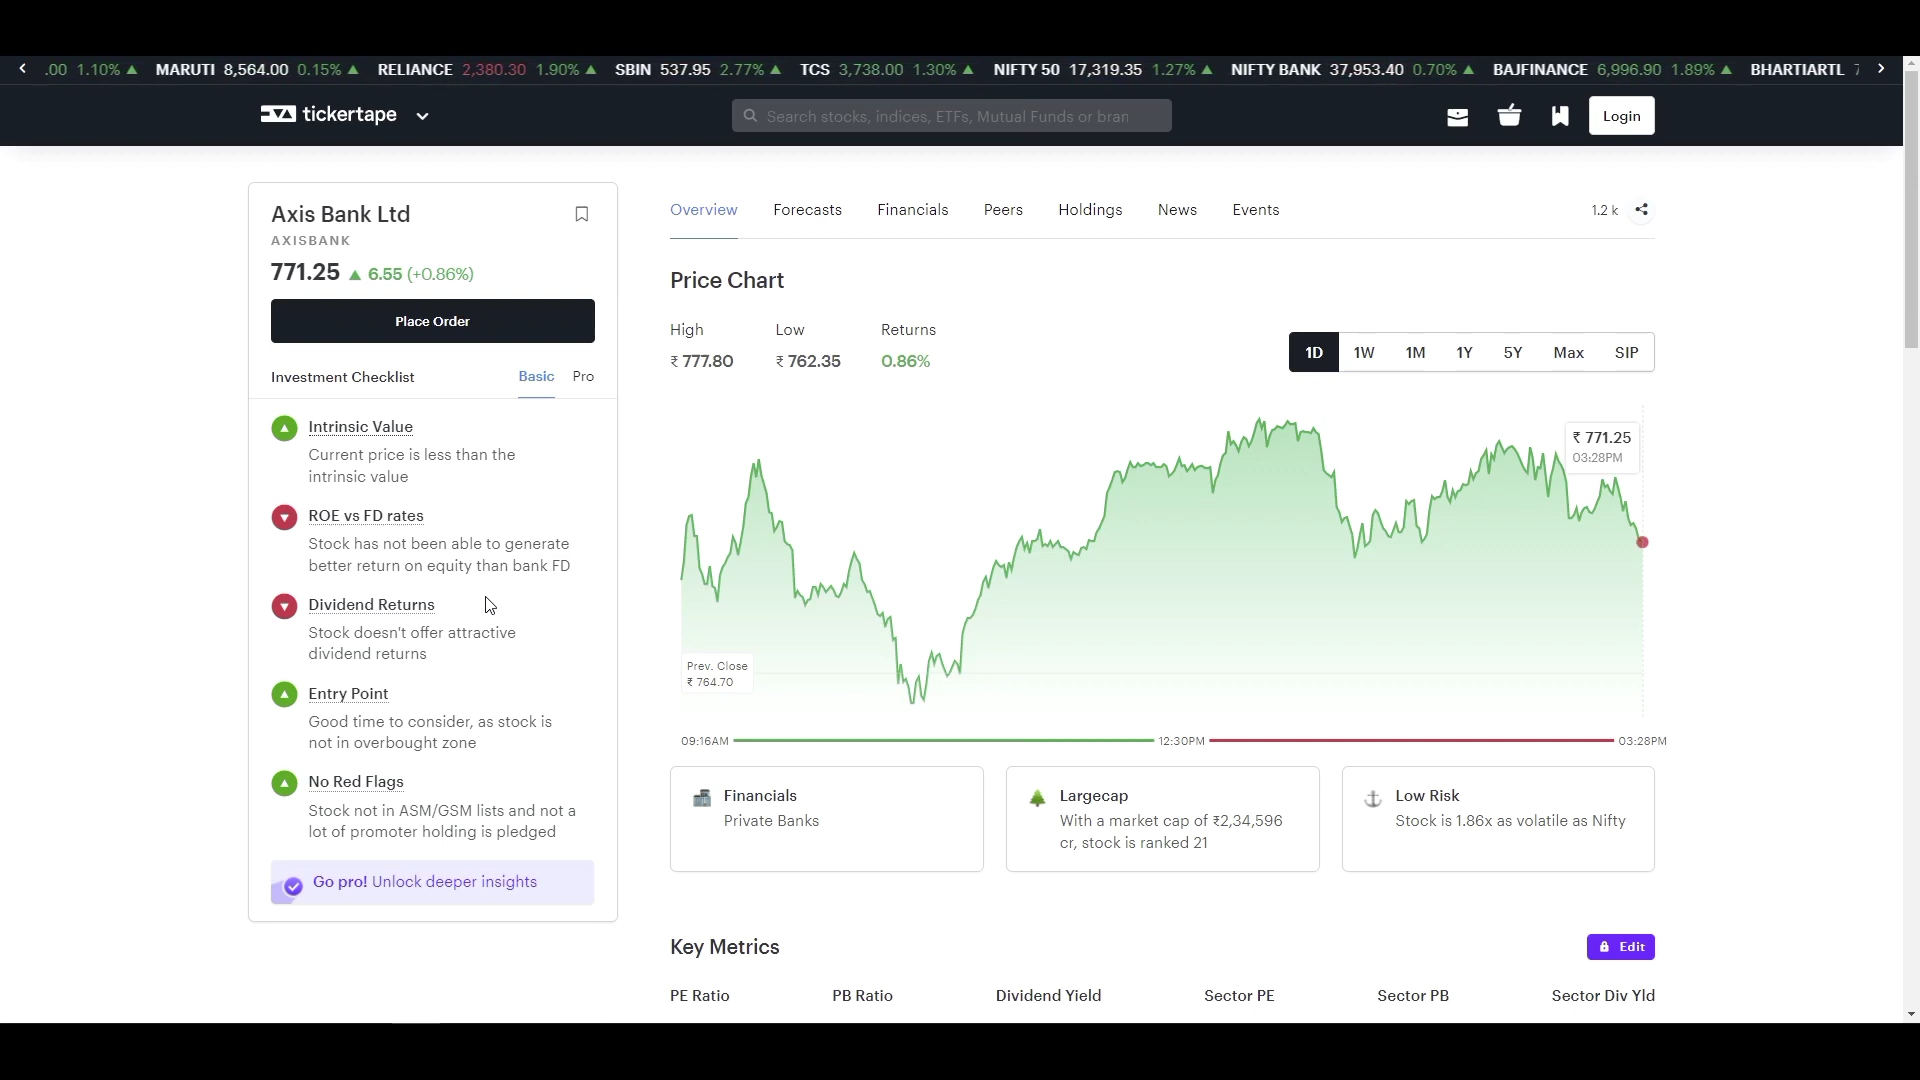 .00 1.10% MARUTI 8,564.00 0.15% RELIANCE 2,380.30 1.90% SBIN 537.95 2.77% TCS 3,738.00 1.30% NIFTY 50 17,319.35 1.27% NIFTY BANK 37,953.40 0.70% BAJFINANCE 6,996.90 1.89% BHARTIARTL
tickertape
Search stocks, indices, ETFs, Mutual Funds or bran
Login
Axis Bank Ltd
AXISBANK
771.25 6.55 (+0.86%)
Place Order
Investment Checklist Basic Pro
Intrinsic Value
Current price is less than the
intrinsic value
ROE vs FD rates
Stock has not been able to generate
better return on equity than bank FD
Dividend Returns
Stock doesn't offer attractive
dividend returns
Entry Point
Good time to consider, as stock is
not in overbought zone
No Red Flags
Stock not in ASM/GSM lists and not a
lot of promoter holding is pledged
Go pro! Unlock deeper insights
Overview Forecasts Financials Peers Holdings News Events 1.2 k
Price Chart
High Low Returns
₹ 777.80 ₹ 762.35 0.86%
1D 1W 1M 1Y 5Y Max SIP
₹ 771.25
03:28PM
Prev. Close
₹ 764.70
09:16AM 12:30PM 03:28PM
Financials
Private Banks
Largecap
With a market cap of ₹2,34,596
cr, stock is ranked 21
Low Risk
Stock is 1.86x as volatile as Nifty
Key Metrics
Edit
PE Ratio PB Ratio Dividend Yield Sector PE Sector PB Sector Div Yld